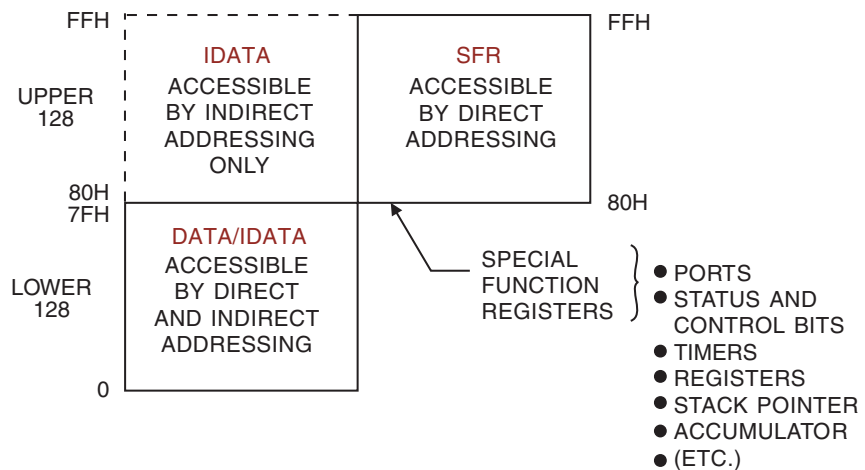 FFH
IDATA
ACCESSIBLE
BY INDIRECT
ADDRESSING
ONLY
SFR
ACCESSIBLE
BY DIRECT
ADDRESSING
FFH
UPPER
128
80H
7FH
80H
DATA/IDATA
ACCESSIBLE
BY DIRECT
AND INDIRECT
ADDRESSING
LOWER
128
0
SPECIAL
FUNCTION
REGISTERS
● PORTS
● STATUS AND
CONTROL BITS
● TIMERS
● REGISTERS
● STACK POINTER
● ACCUMULATOR
● (ETC.)